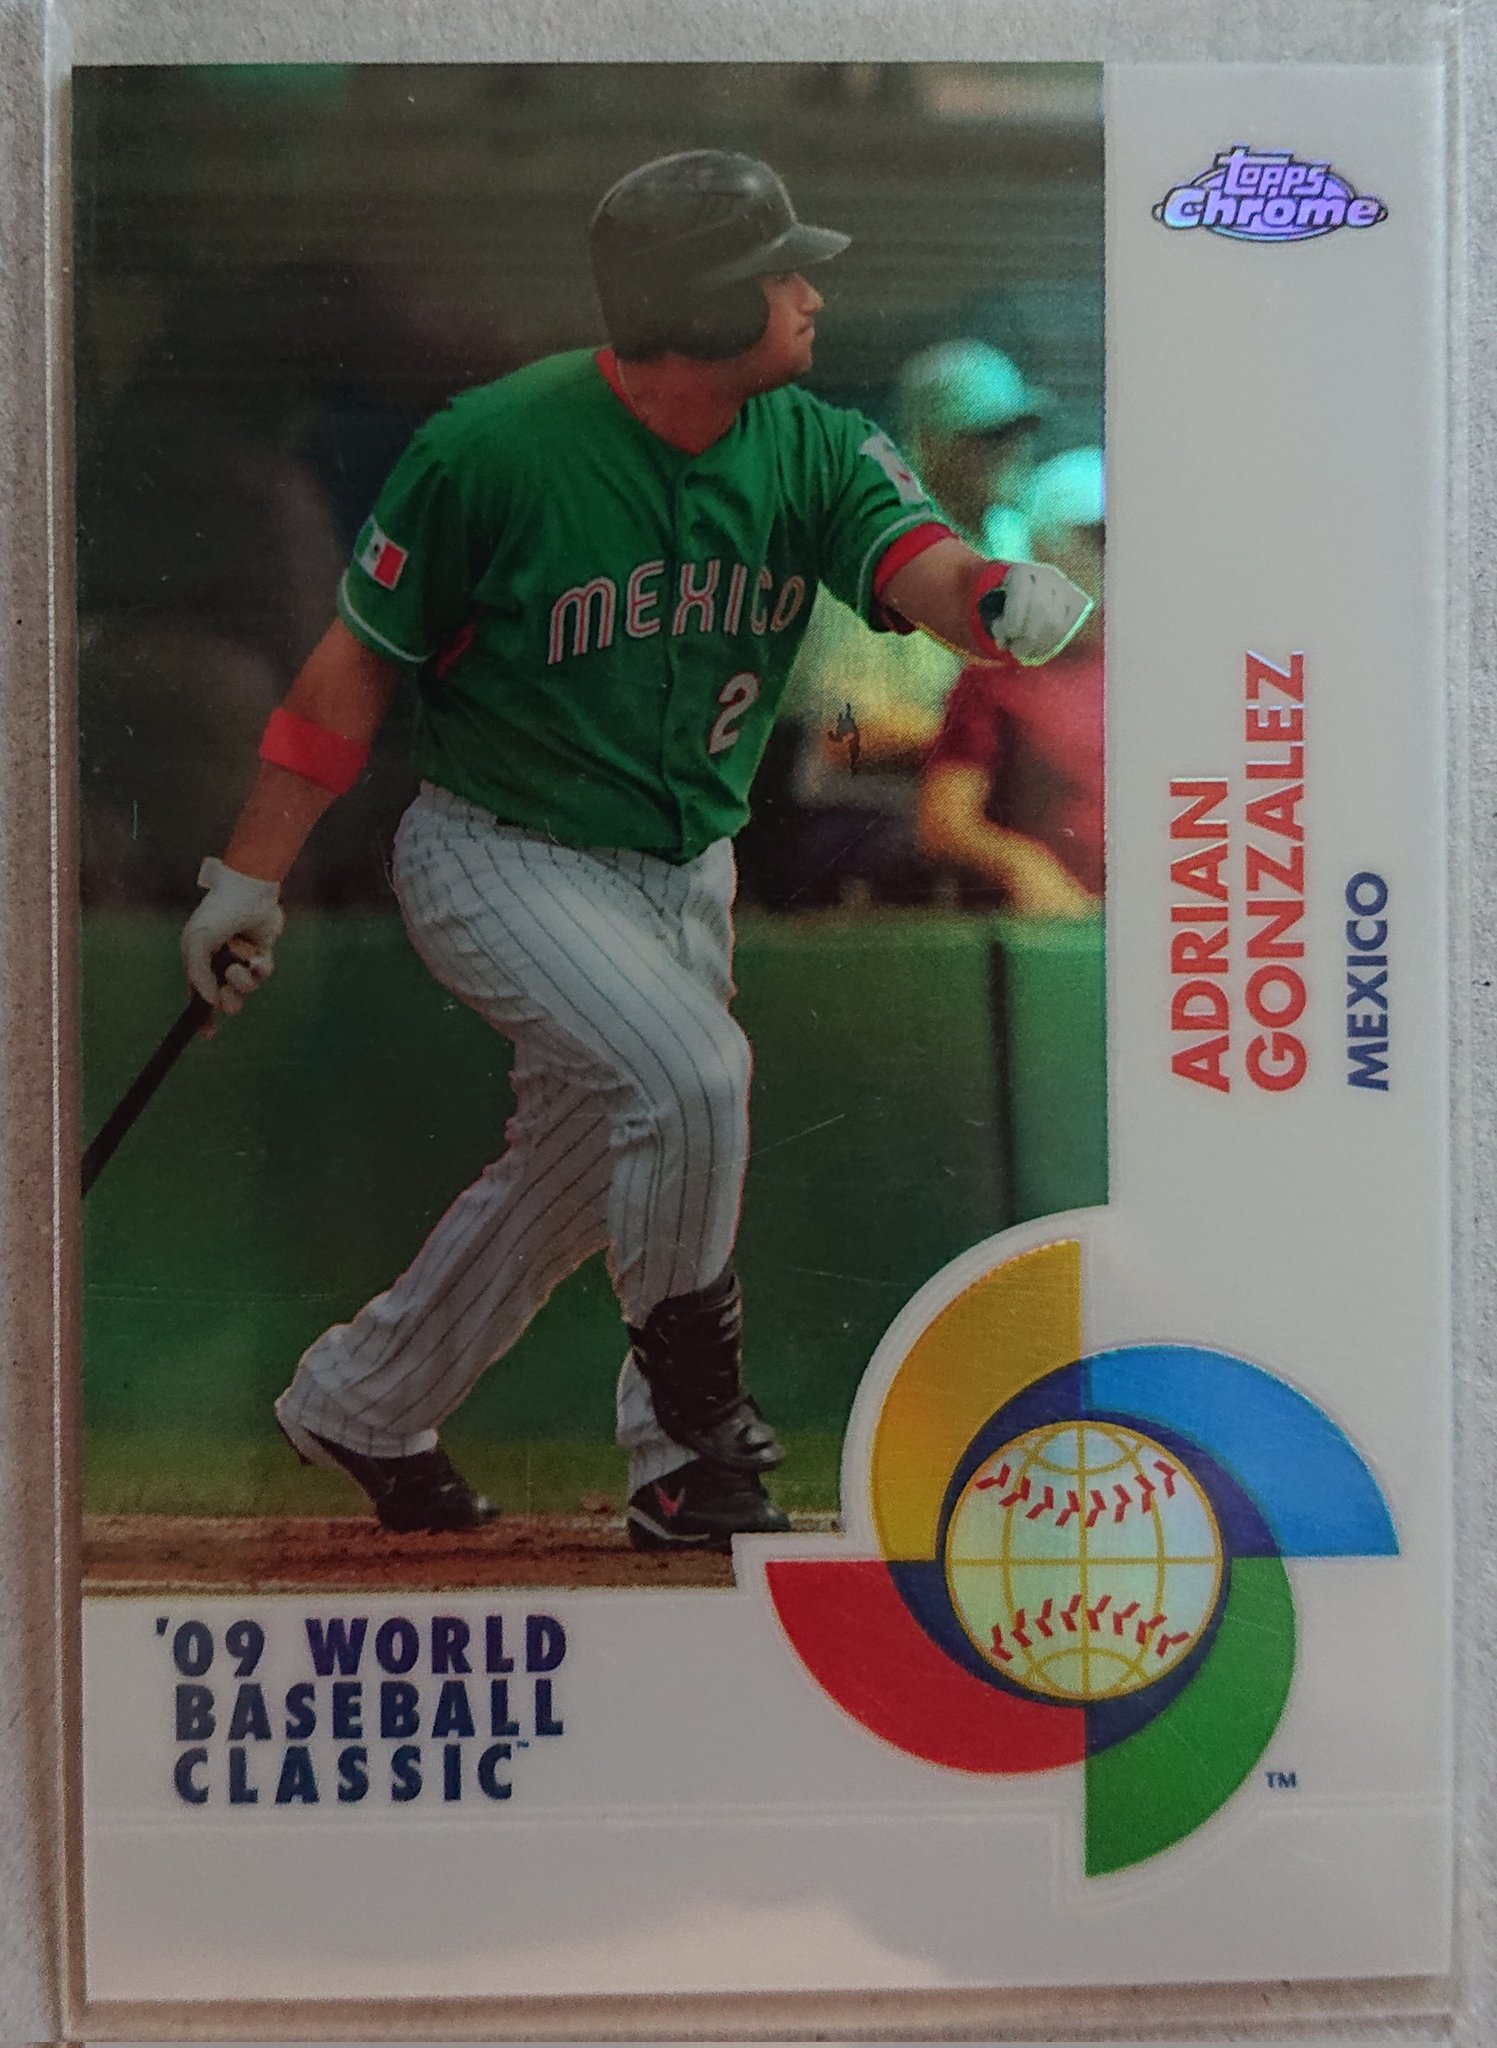 topps
Chrome
MEXICO
2
ADRIAN
GONZALEZ
MEXICO
'09 WORLD
BASEBALL
CLASSIC™
TM